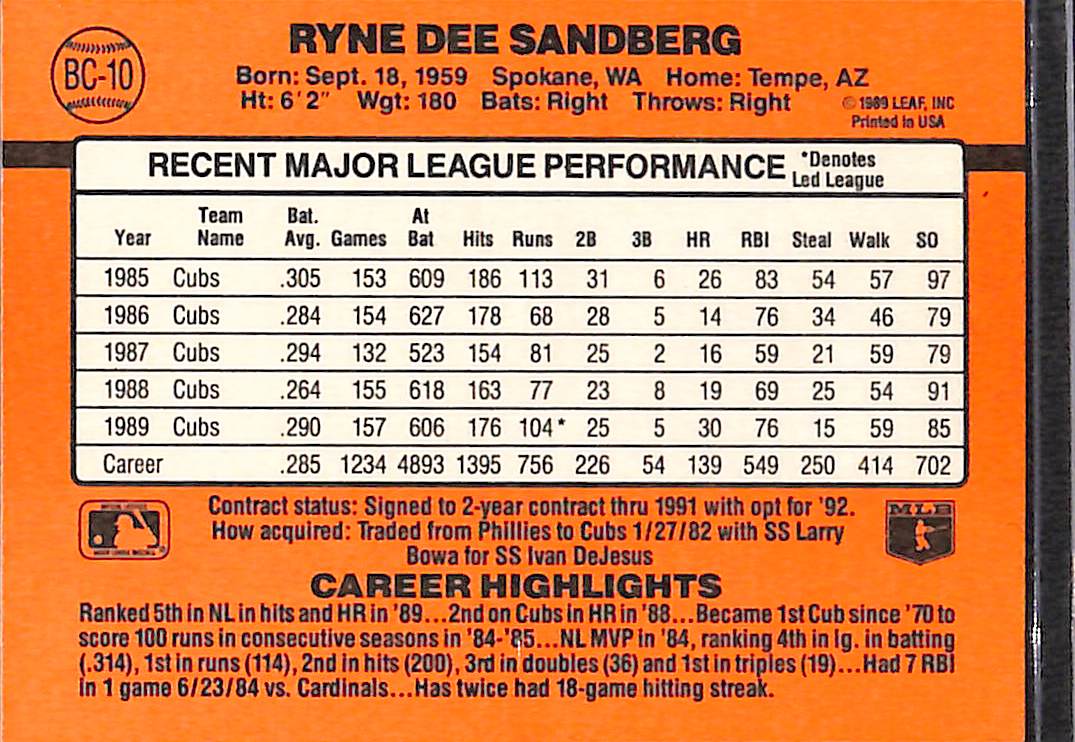 BC-10
RYNE DEE SANDBERG
Born: Sept. 18, 1959 Spokane, WA Home: Tempe, AZ
Ht: 6'2" Wgt: 180 Bats: Right Throws: Right
© 1989 LEAF, INC
Printed in USA
RECENT MAJOR LEAGUE PERFORMANCE *Denotes
Led League
Team Bat. At
Year Name Avg. Games Bat Hits Runs 2B 3B HR RBI Steal Walk SO
1985 Cubs .305 153 609 186 113 31 6 26 83 54 57 97
1986 Cubs .284 154 627 178 68 28 5 14 76 34 46 79
1987 Cubs .294 132 523 154 81 25 2 16 59 21 59 79
1988 Cubs .264 155 618 163 77 23 8 19 69 25 54 91
1989 Cubs .290 157 606 176 104* 25 5 30 76 15 59 85
Career .285 1234 4893 1395 756 226 54 139 549 250 414 702
Contract status: Signed to 2-year contract thru 1991 with opt for '92.
How acquired: Traded from Phillies to Cubs 1/27/82 with SS Larry
Bowa for SS Ivan DeJesus
MLB
CAREER HIGHLIGHTS
Ranked 5th in NL in hits and HR in '89...2nd on Cubs in HR in '88...Became 1st Cub since '70 to
score 100 runs in consecutive seasons in '84-'85...NL MVP in '84, ranking 4th in lg. in batting
(.314), 1st in runs (114), 2nd in hits (200), 3rd in doubles (36) and 1st in triples (19)...Had 7 RBI
in 1 game 6/23/84 vs. Cardinals...Has twice had 18-game hitting streak.